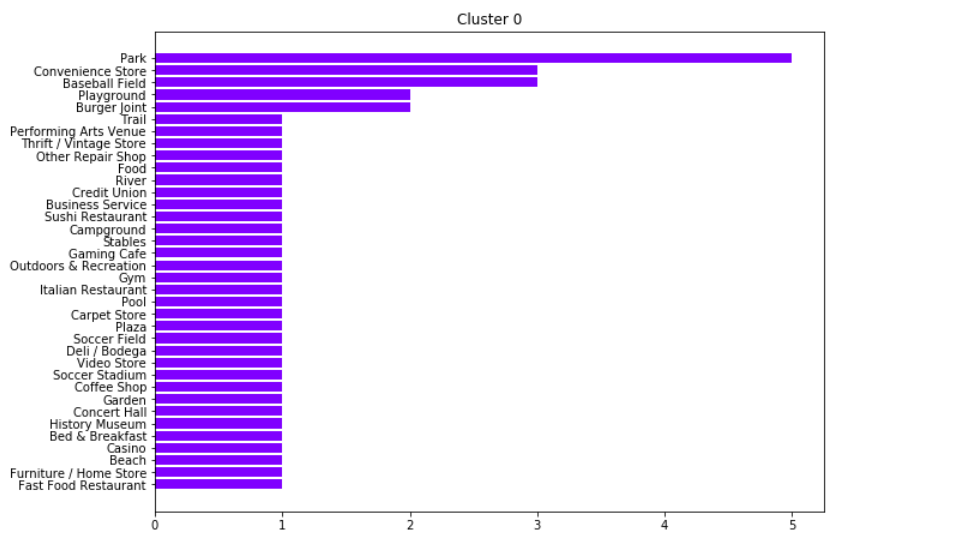 Cluster 0
Park
Convenience Store
Baseball Field
Playground
Burger Joint
Trail
Performing Arts Venue
Thrift / Vintage Store
Other Repair Shop
Food
River
Credit Union
Business Service
Sushi Restaurant
Campground
Stables
Gaming Cafe
Outdoors & Recreation
Gym
Italian Restaurant
Pool
Carpet Store
Plaza
Soccer Field
Deli / Bodega
Video Store
Soccer Stadium
Coffee Shop
Garden
Concert Hall
History Museum
Bed & Breakfast
Casino
Beach
Furniture / Home Store
Fast Food Restaurant
0 1 2 3 4 5